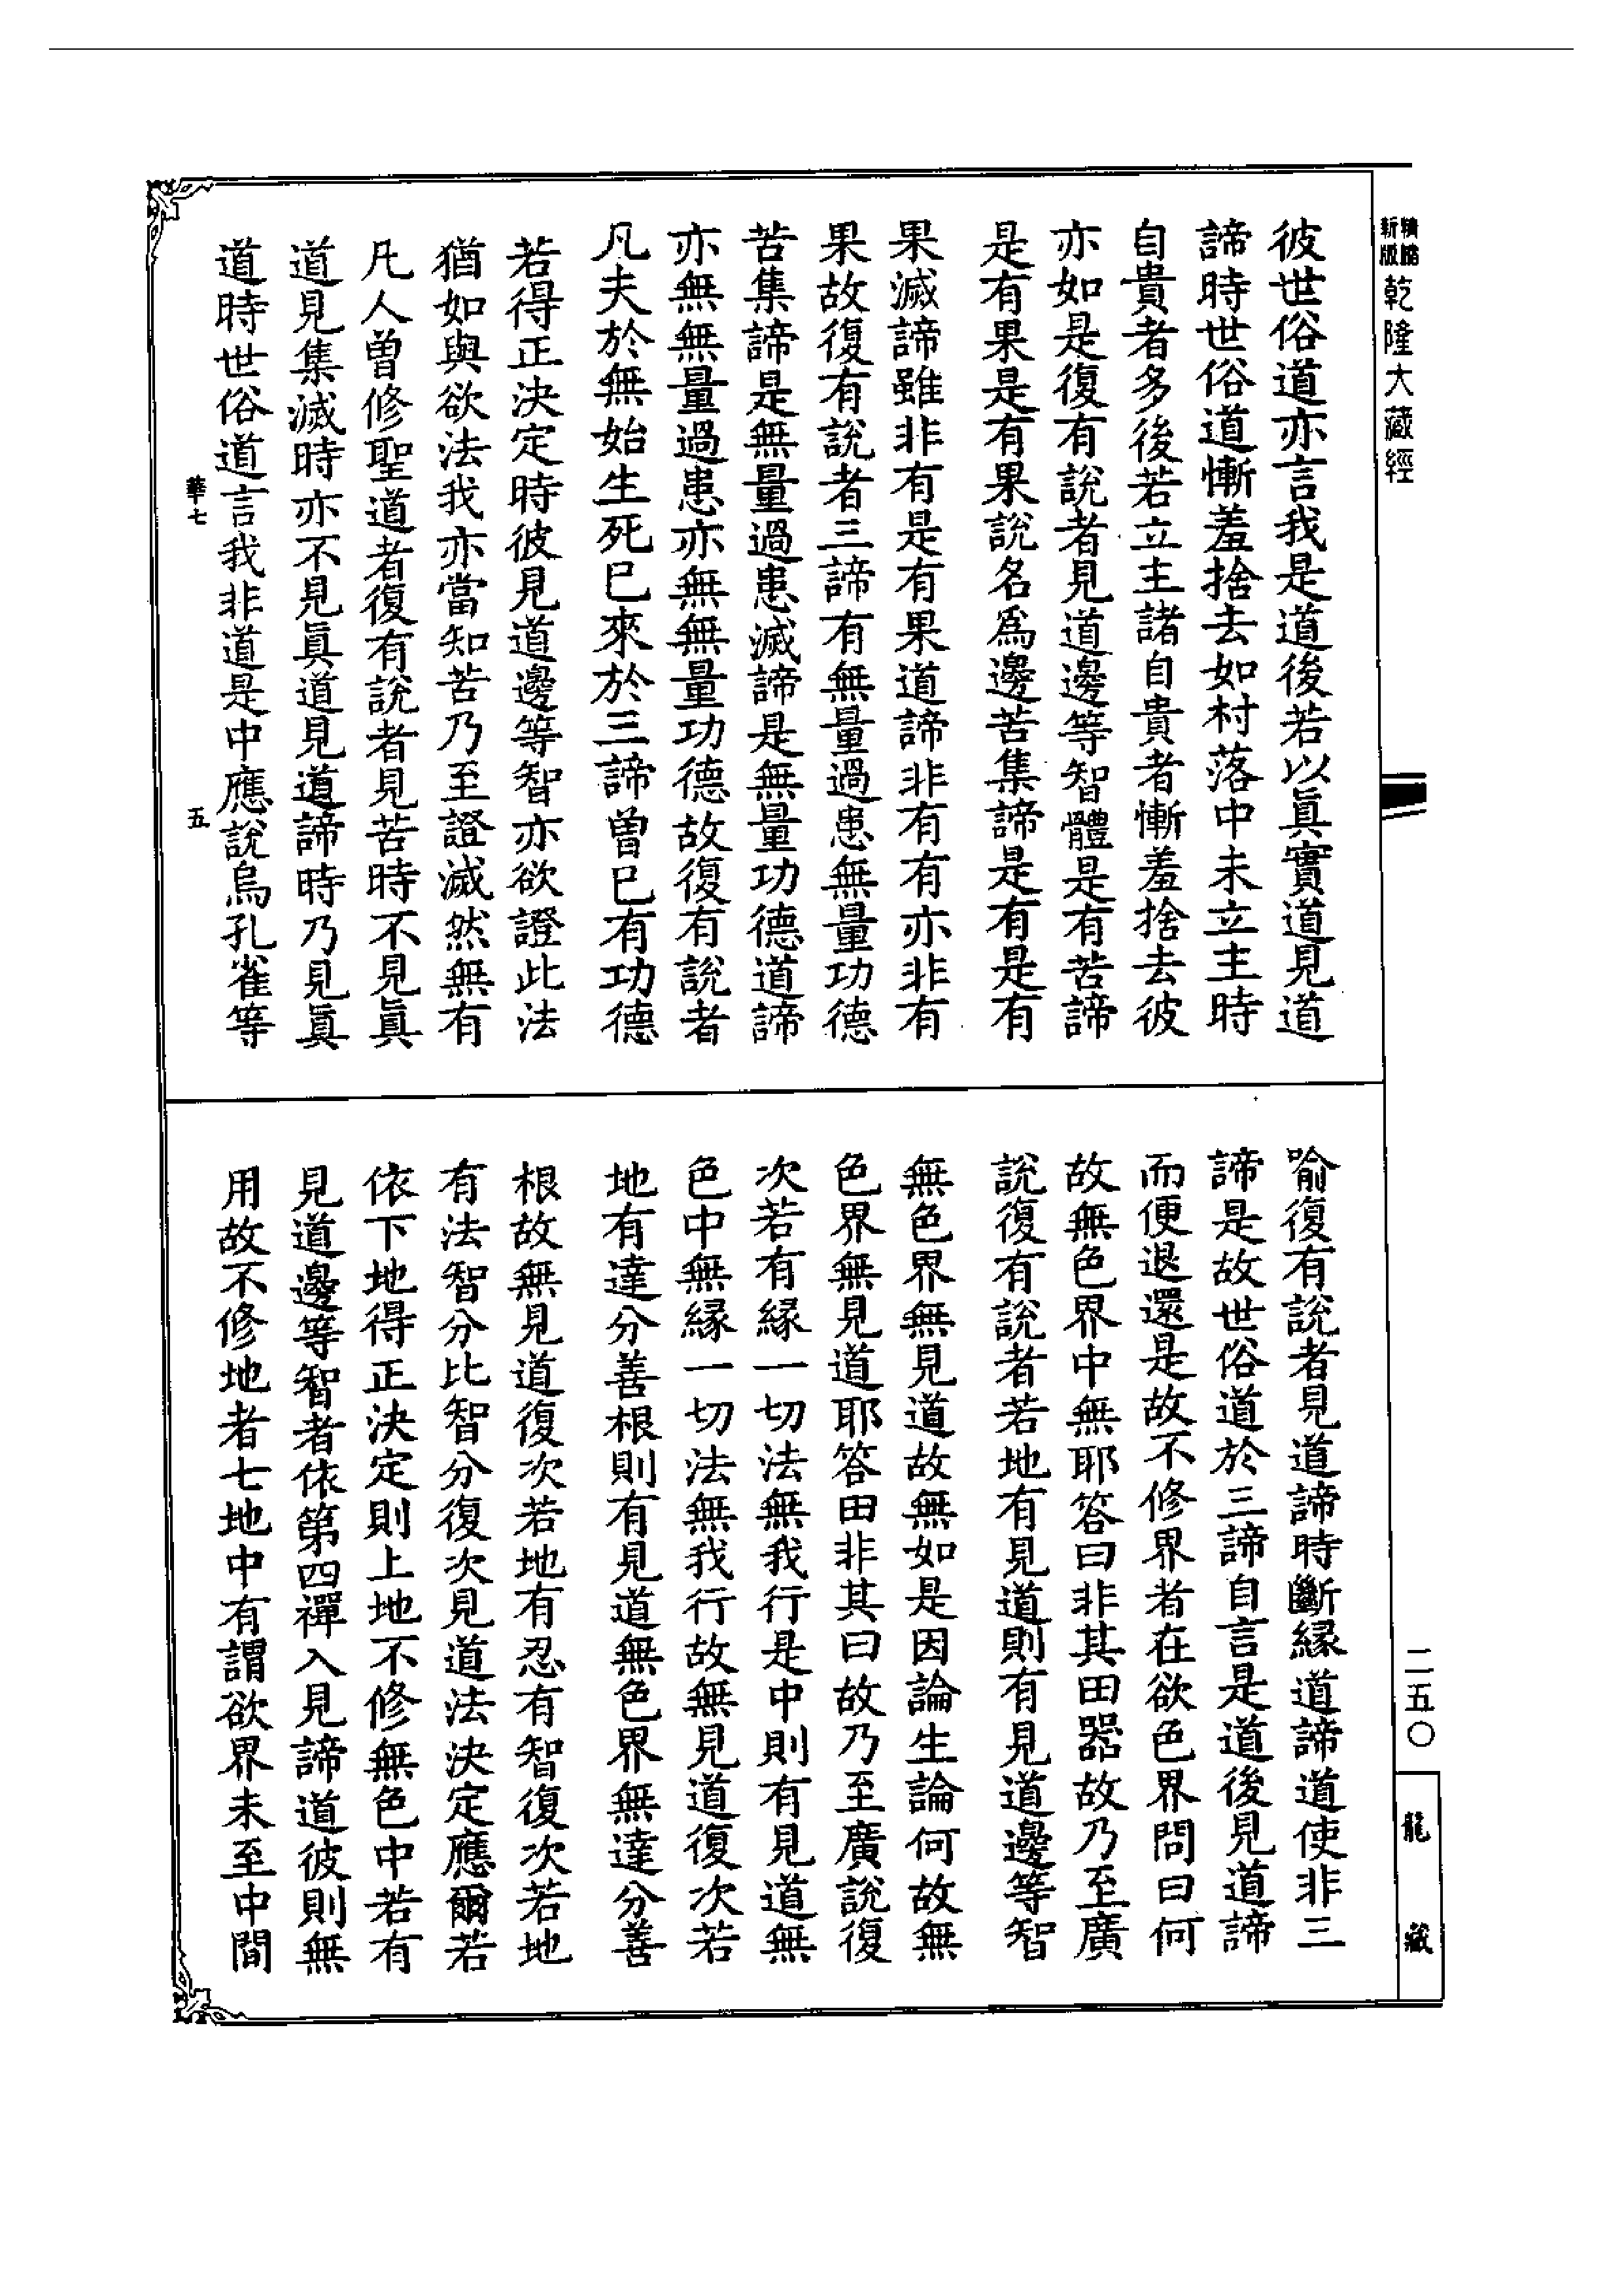 新版精縮
乾隆大藏經
彼世俗道亦言我是道後若以眞實道見道
諦時世俗道慚羞捨去如村落中未立主時
自貴者多後若立主諸自貴者慚羞捨去彼
亦如是復有說者見道邊等智體是有苦諦
是有果是有果說名爲邊苦集諦是有是有
果滅諦雖非有是有果道諦非有有亦非有
果故復有說者三諦有無量過患無量功德
苦集諦是無量過患滅諦是無量功德道諦
亦無無量過患亦無無量功德故復有說者
凡夫於無始生死已來於三諦曾已有功德
若得正決定時彼見道邊等智亦欲證此法
猶如與欲法我亦當知苦乃至證滅然無有
凡人曾修聖道者復有說者見苦時不見眞
道見集滅時亦不見眞道見道諦時乃見眞
道時世俗道言我非道是中應說烏孔雀等
華七
五
喻復有說者見道諦時斷緣道諦道使非三
諦是故世俗道於三諦自言是道後見道諦
而便退還是故不修界者在欲色界問曰何
故無色界中無耶答曰非其田器故乃至廣
說復有說者若地有見道則有見道邊等智
無色界無見道故無如是因論生論何故無
色界無見道耶答田非其曰故乃至廣說復
次若有緣一切法無我行是中則有見道無
色中無緣一切法無我行故無見道復次若
地有達分善根則有見道無色界無達分善
根故無見道復次若地有忍有智復次若地
有法智分比智分復次見道法決定應爾若
依下地得正決定則上地不修無色中若有
見道邊等智者依第四禪入見諦道彼則無
用故不修地者七地中有謂欲界未至中間
二五〇
龍藏